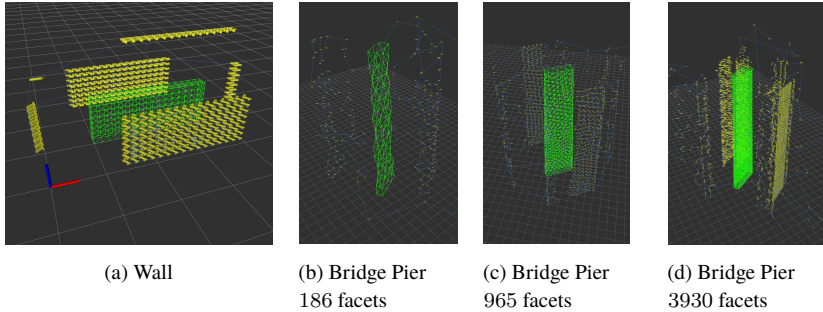 (a) Wall
(b) Bridge Pier
186 facets
(c) Bridge Pier
965 facets
(d) Bridge Pier
3930 facets